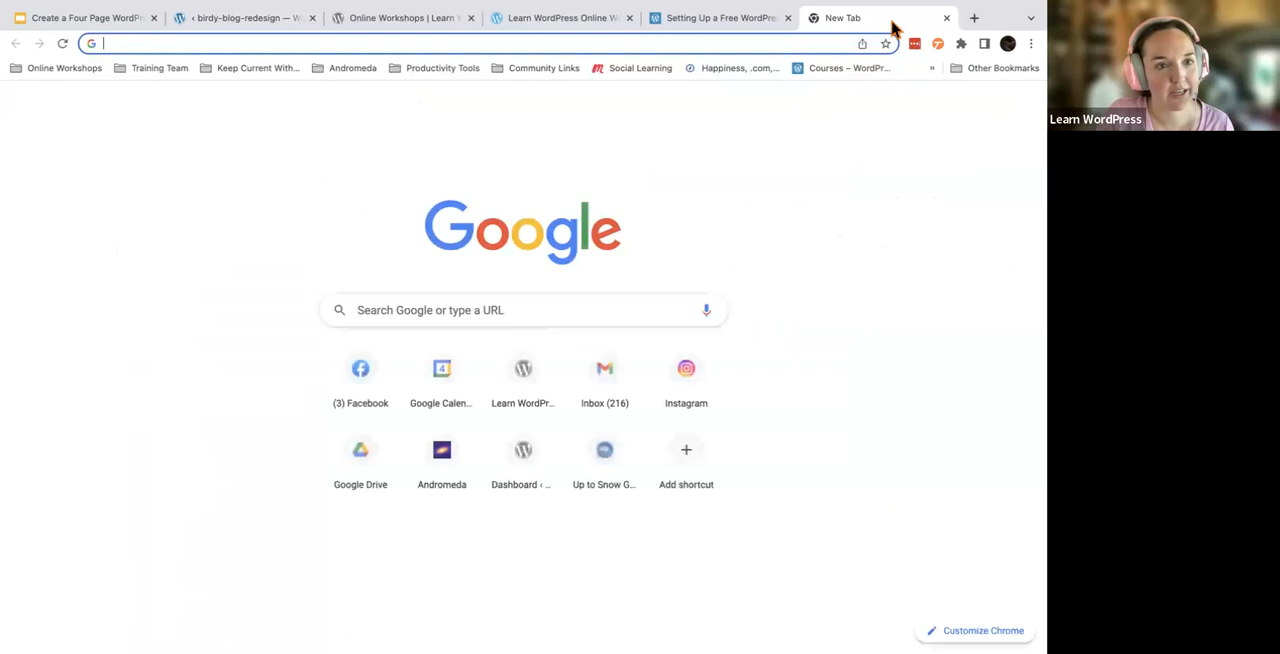 Create a Four Page WordPr
‹ birdy-blog-redesign — W
Online Workshops | Learn W
Learn WordPress Online W
Setting Up a Free WordPre
New Tab
Online Workshops
Training Team
Keep Current With...
Andromeda
Productivity Tools
Community Links
Social Learning
Happiness, .com,...
Courses – WordPr...
»
Other Bookmarks
Learn WordPress
Google
Search Google or type a URL
(3) Facebook
Google Calen...
Learn WordPr...
Inbox (216)
Instagram
Google Drive
Andromeda
Dashboard ‹ ...
Up to Snow G...
Add shortcut
Customize Chrome